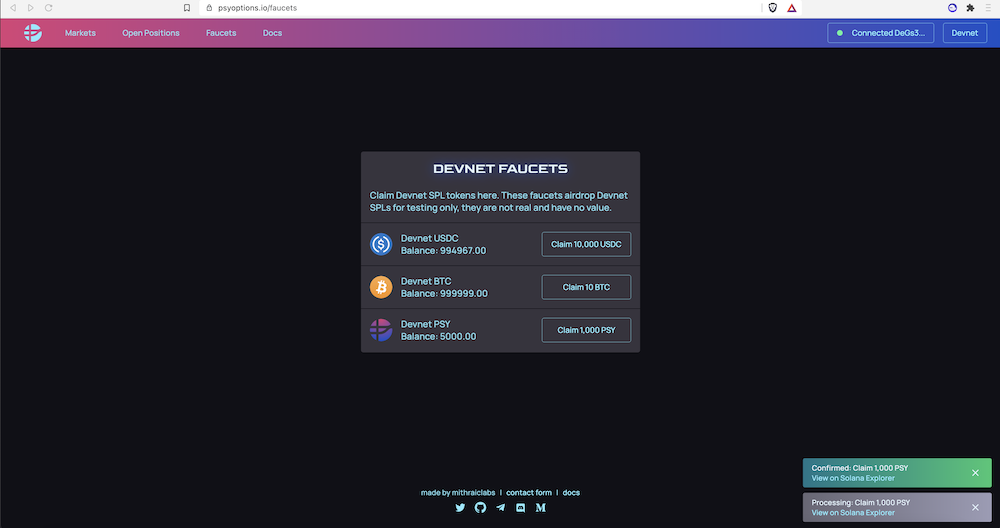 psyoptions.io/faucets
Markets Open Positions Faucets Docs Connected DeGs3... Devnet
DEVNET FAUCETS
Claim Devnet SPL tokens here. These faucets airdrop Devnet
SPLs for testing only, they are not real and have no value.
Devnet USDC
Balance: 994967.00
Claim 10,000 USDC
Devnet BTC
Balance: 999999.00
Claim 10 BTC
Devnet PSY
Balance: 5000.00
Claim 1,000 PSY
Confirmed: Claim 1,000 PSY
View on Solana Explorer
Processing: Claim 1,000 PSY
View on Solana Explorer
made by mithraiclabs | contact form | docs